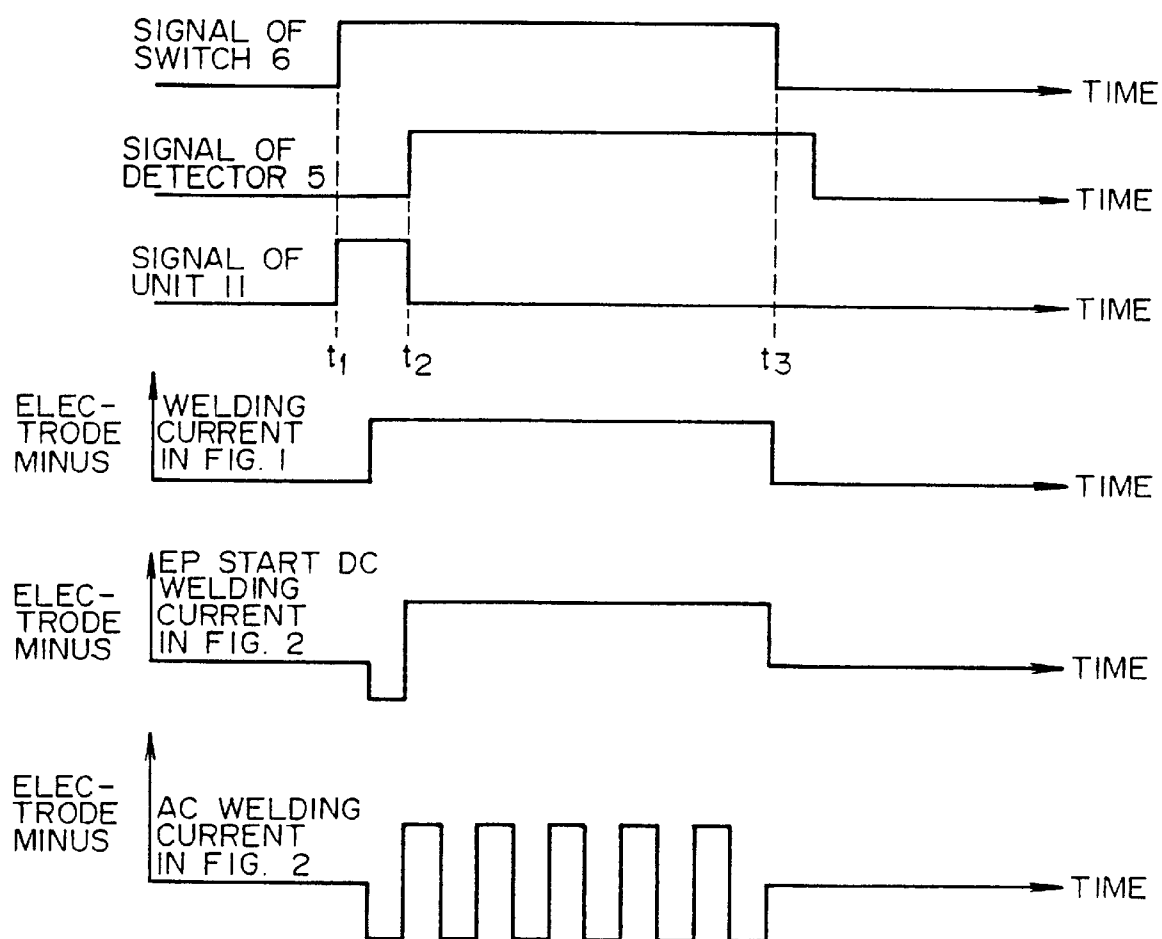 SIGNAL OF
SWITCH 6
TIME
SIGNAL OF
DETECTOR 5
TIME
SIGNAL OF
UNIT 11
TIME
t1
t2
t3
ELEC-
TRODE
MINUS
WELDING
CURRENT
IN FIG. 1
TIME
ELEC-
TRODE
MINUS
EP START DC
WELDING
CURRENT
IN FIG. 2
TIME
ELEC-
TRODE
MINUS
AC WELDING
CURRENT
IN FIG. 2
TIME